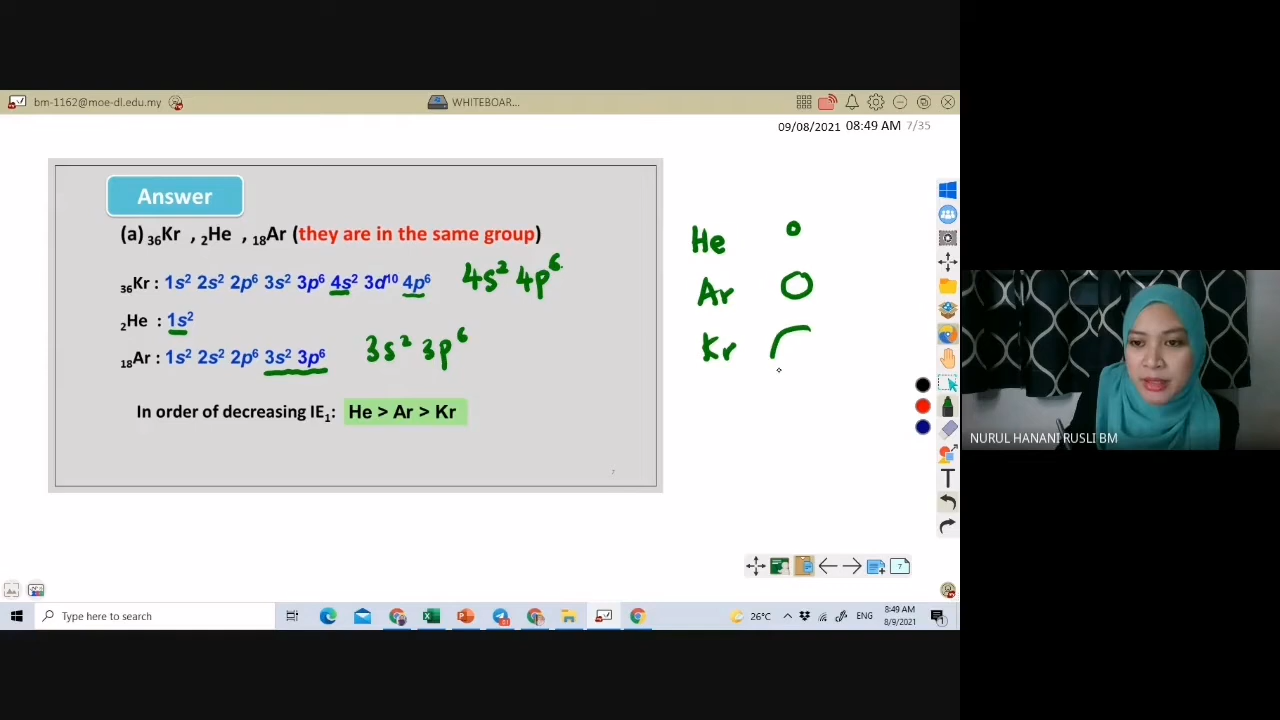 bm-1162@moe-dl.edu.my
WHITEBOAR...
09/08/2021 08:49 AM 7/35
Answer
(a) ₃₆Kr , ₂He , ₁₈Ar (they are in the same group)
₃₆Kr : 1s² 2s² 2p⁶ 3s² 3p⁶ 4s² 3d¹⁰ 4p⁶ 4s² 4p⁶
₂He : 1s²
₁₈Ar : 1s² 2s² 2p⁶ 3s² 3p⁶ 3s² 3p⁶
In order of decreasing IE₁: He > Ar > Kr
7
He
Ar
Kr
NURUL HANANI RUSLI BM
T
7
Type here to search
26°C
ENG
8:49 AM
8/9/2021